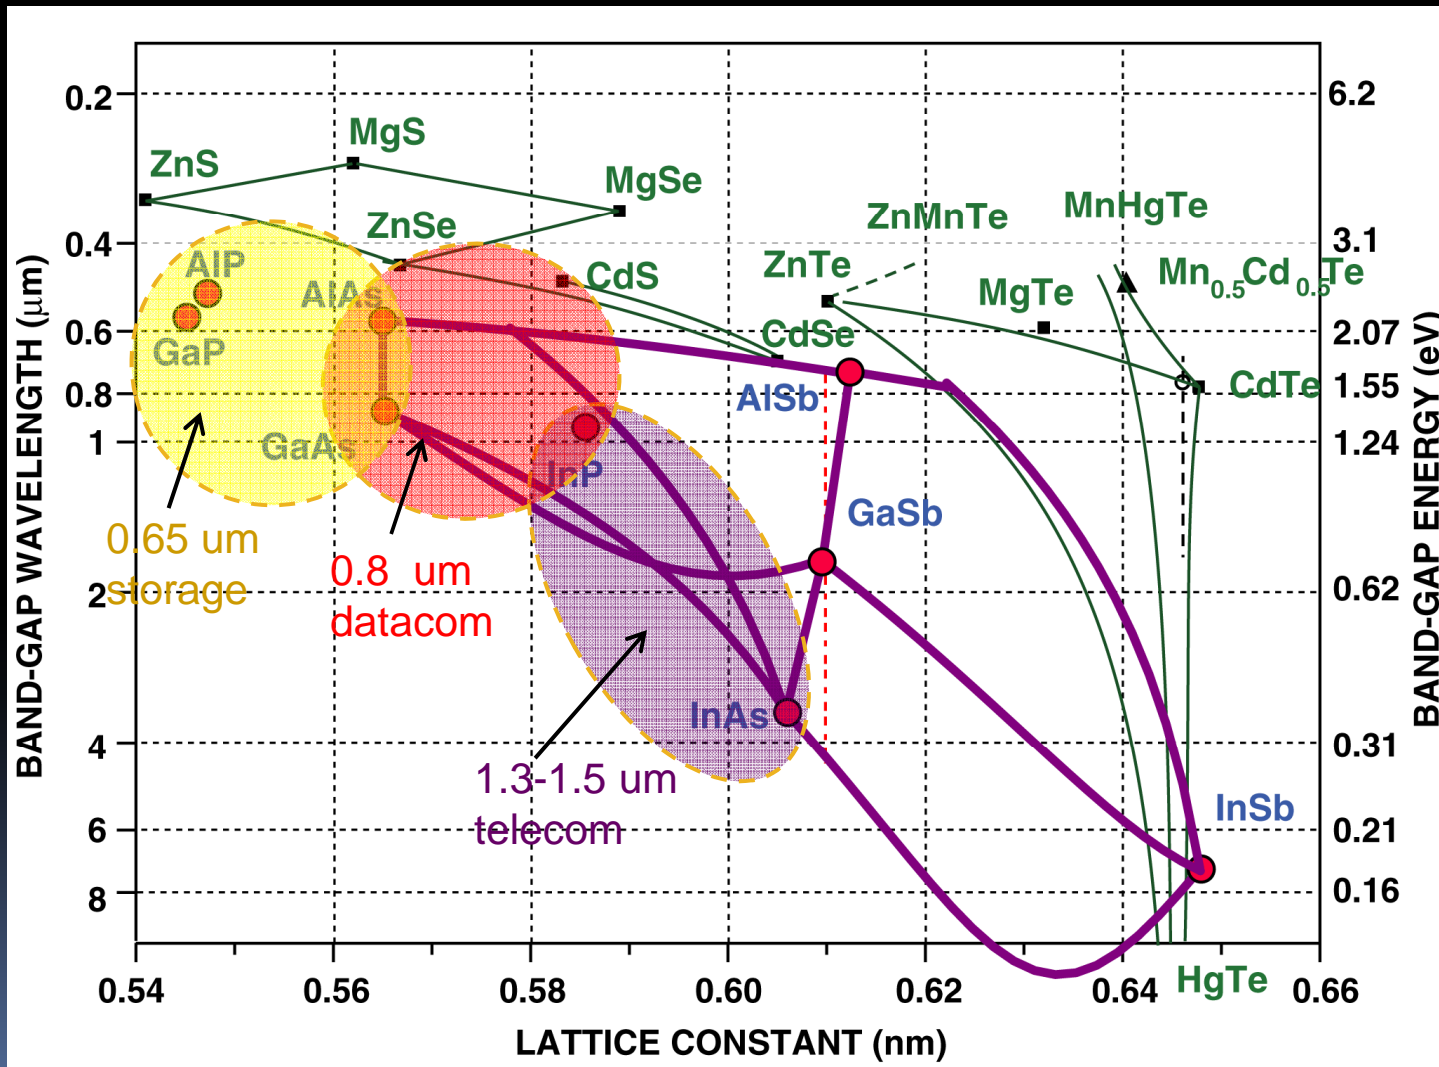 0.2
6.2
MgS
ZnS
MgSe
ZnSe
ZnMnTe
MnHgTe
0.4
3.1
AlP
CdS
ZnTe
Mn0.5Cd 0.5Te
AlAs
MgTe
0.6
CdSe
2.07
GaP
0.8
AlSb
1.55
CdTe
1
GaAs
InP
1.24
GaSb
0.65 um
storage
0.8 um
datacom
2
0.62
InAs
4
0.31
1.3-1.5 um
telecom
InSb
6
0.21
8
0.16
HgTe
0.54
0.56
0.58
0.60
0.62
0.64
0.66
LATTICE CONSTANT (nm)
BAND-GAP WAVELENGTH (μm)
BAND-GAP ENERGY (eV)